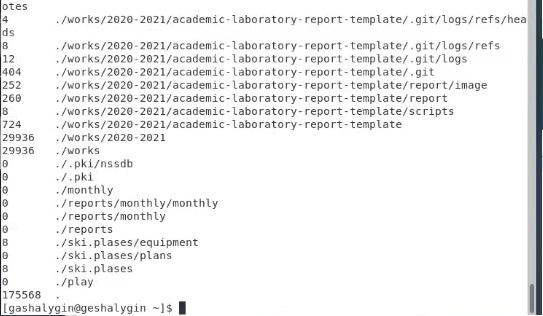 otes
4       ./works/2020-2021/academic-laboratory-report-template/.git/logs/refs/hea
ds
8       ./works/2020-2021/academic-laboratory-report-template/.git/logs/refs
12      ./works/2020-2021/academic-laboratory-report-template/.git/logs
404     ./works/2020-2021/academic-laboratory-report-template/.git
252     ./works/2020-2021/academic-laboratory-report-template/report/image
260     ./works/2020-2021/academic-laboratory-report-template/report
8       ./works/2020-2021/academic-laboratory-report-template/scripts
724     ./works/2020-2021/academic-laboratory-report-template
29936   ./works/2020-2021
29936   ./works
0       ./.pki/nssdb
0       ./.pki
0       ./monthly
0       ./reports/monthly/monthly
0       ./reports/monthly
0       ./reports
8       ./ski.plases/equipment
0       ./ski.plases/plans
8       ./ski.plases
0       ./play
175568  .
[gashalygin@geshalygin ~]$